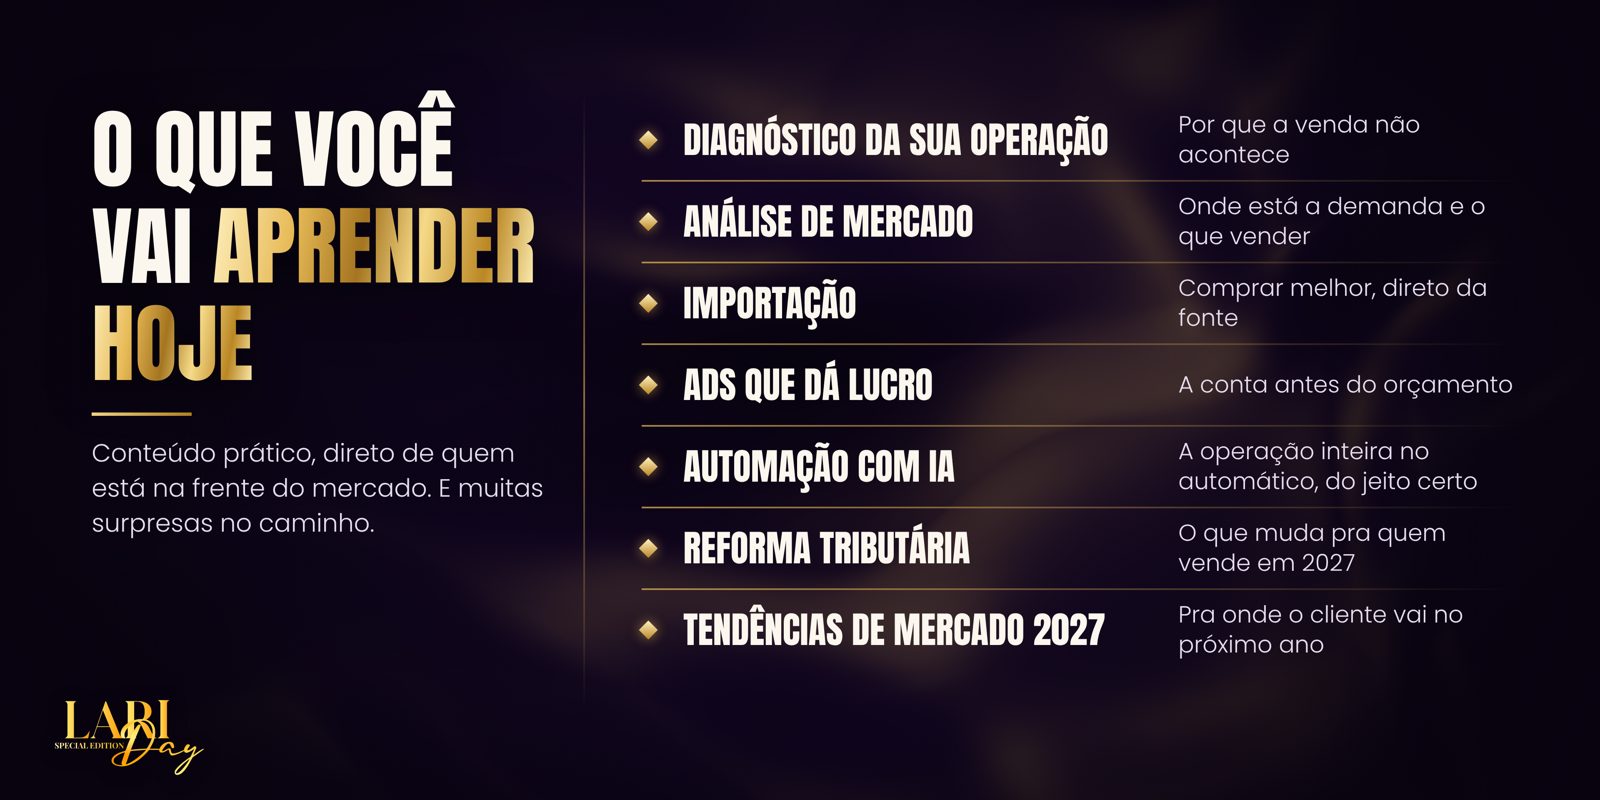 O QUE VOCÊ
VAI APRENDER
HOJE
Conteúdo prático, direto de quem
está na frente do mercado. E muitas
surpresas no caminho.
DIAGNÓSTICO DA SUA OPERAÇÃO
Por que a venda não
acontece
ANÁLISE DE MERCADO
Onde está a demanda e o
que vender
IMPORTAÇÃO
Comprar melhor, direto da
fonte
ADS QUE DÁ LUCRO
A conta antes do orçamento
AUTOMAÇÃO COM IA
A operação inteira no
automático, do jeito certo
REFORMA TRIBUTÁRIA
O que muda pra quem
vende em 2027
TENDÊNCIAS DE MERCADO 2027
Pra onde o cliente vai no
próximo ano
LARI
SPECIAL EDITION Day